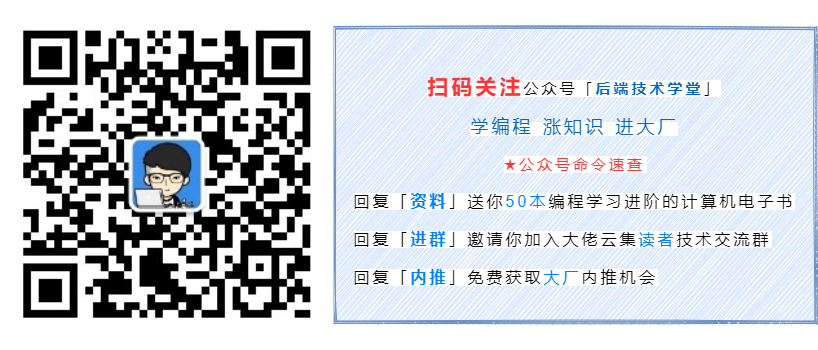 扫码关注公众号「后端技术学堂」
学编程 涨知识 进大厂
★公众号命令速查
回复「资料」送你50本编程学习进阶的计算机电子书
回复「进群」邀请你加入大佬云集读者技术交流群
回复「内推」免费获取大厂内推机会